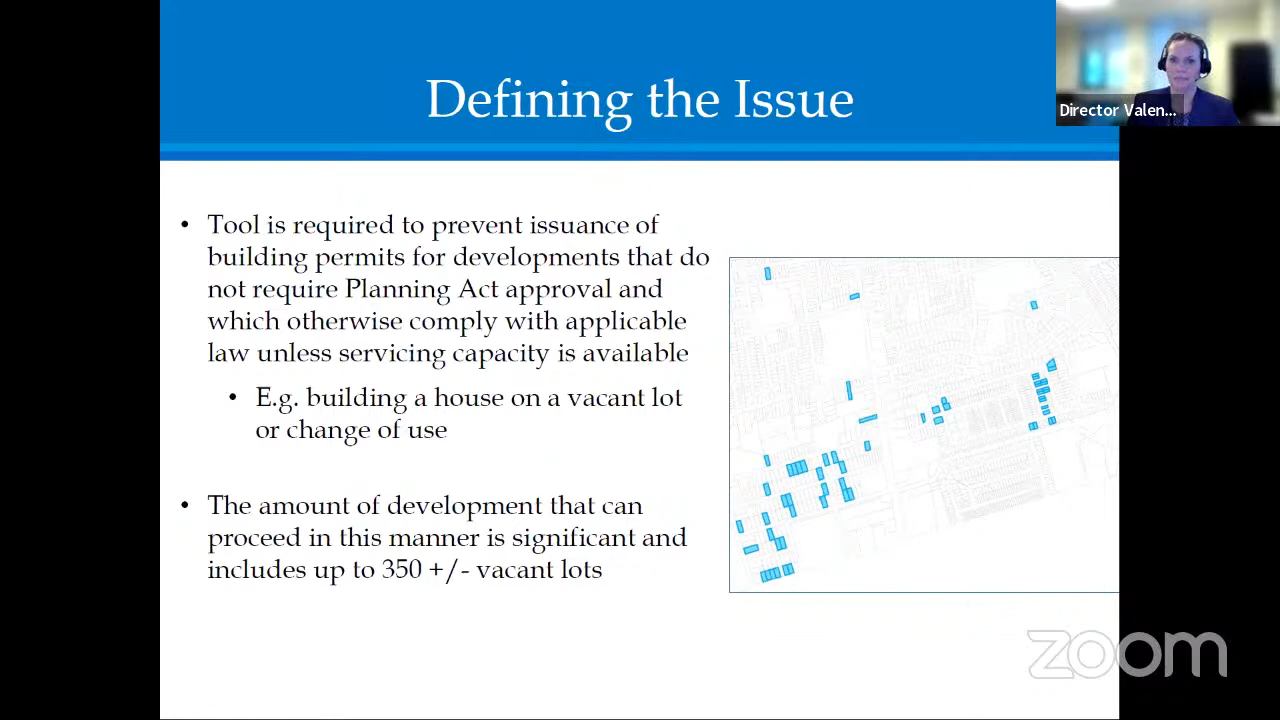 Defining the Issue
Director Valen...
• Tool is required to prevent issuance of
building permits for developments that do
not require Planning Act approval and
which otherwise comply with applicable
law unless servicing capacity is available
• E.g. building a house on a vacant lot
or change of use
• The amount of development that can
proceed in this manner is significant and
includes up to 350 +/- vacant lots
zoom